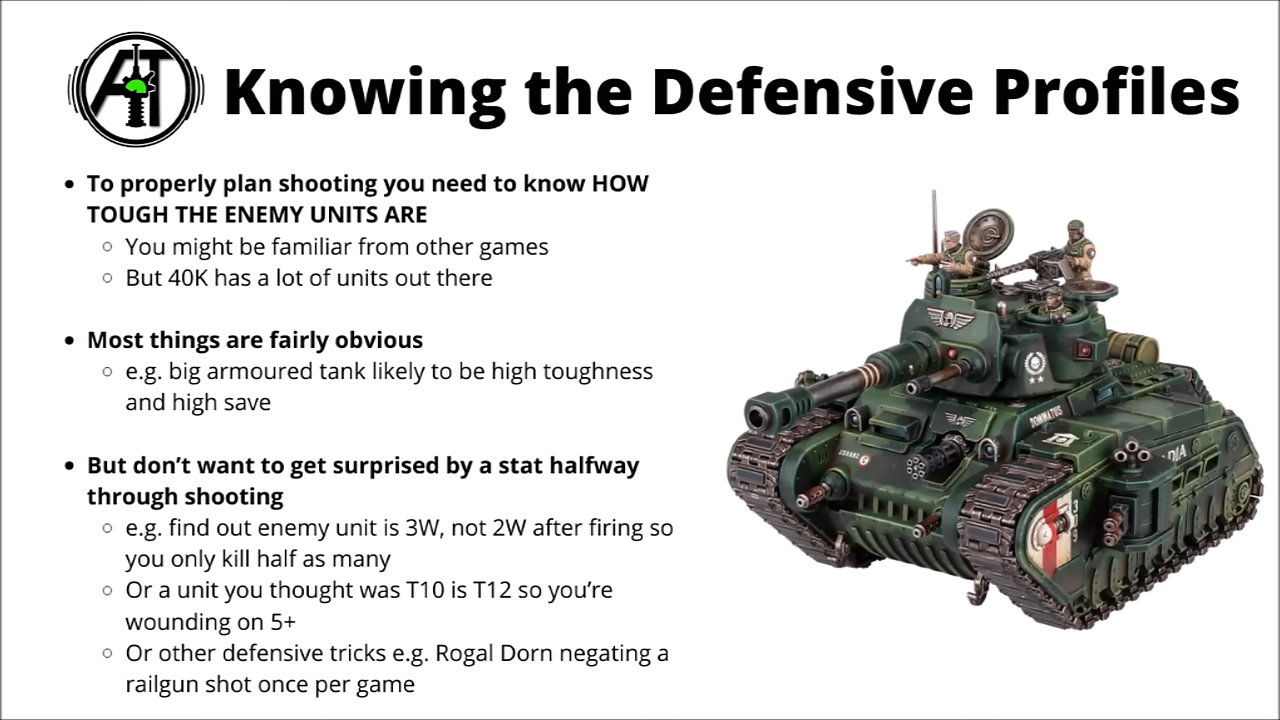 AT
Knowing the Defensive Profiles
• To properly plan shooting you need to know HOW
TOUGH THE ENEMY UNITS ARE
○ You might be familiar from other games
○ But 40K has a lot of units out there
• Most things are fairly obvious
○ e.g. big armoured tank likely to be high toughness
and high save
• But don’t want to get surprised by a stat halfway
through shooting
○ e.g. find out enemy unit is 3W, not 2W after firing so
you only kill half as many
○ Or a unit you thought was T10 is T12 so you’re
wounding on 5+
○ Or other defensive tricks e.g. Rogal Dorn negating a
railgun shot once per game
DOMINATUS